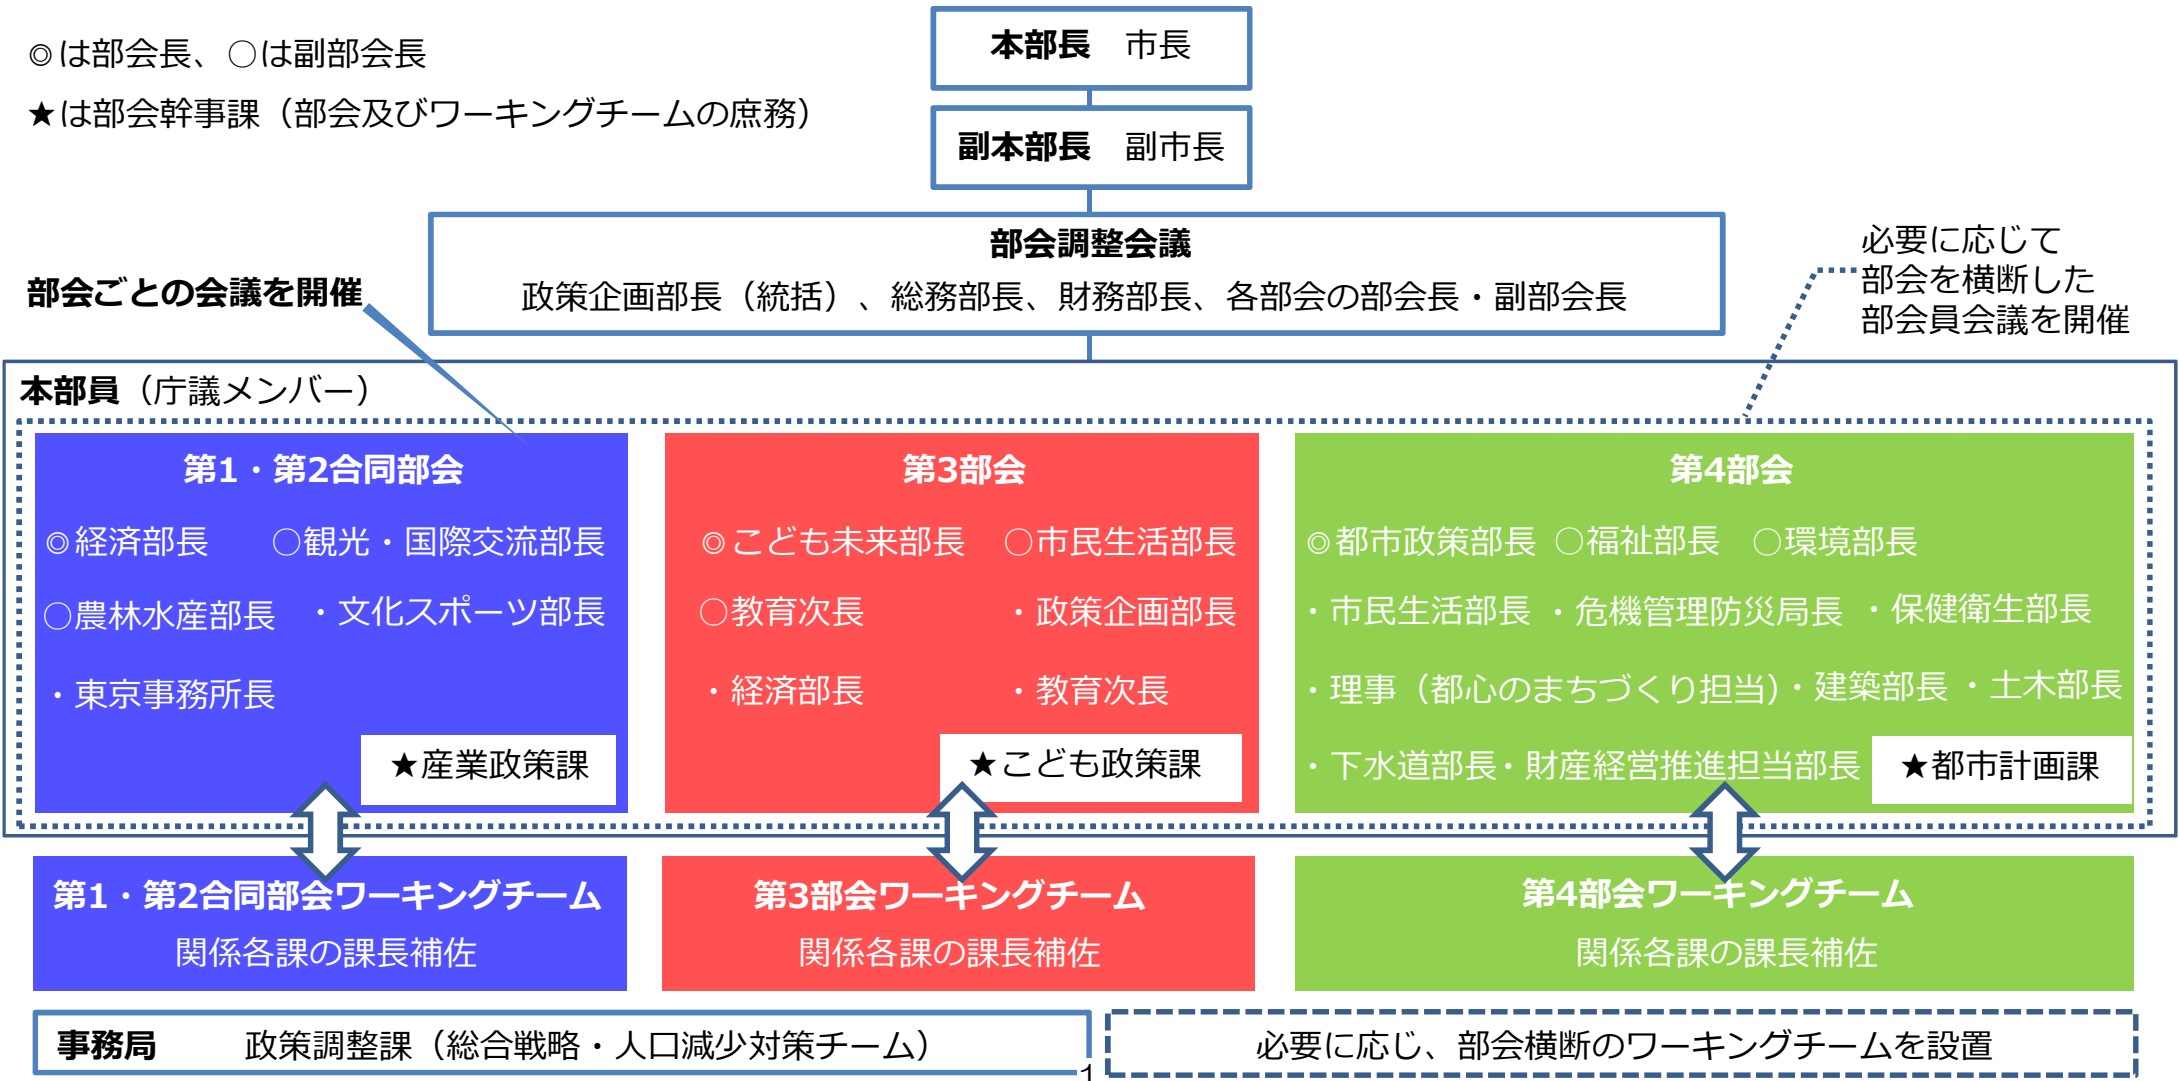 ◎は部会長、○は副部会長
★は部会幹事課（部会及びワーキングチームの庶務）
本部長　市長
副本部長　副市長
部会調整会議
政策企画部長（統括）、総務部長、財務部長、各部会の部会長・副部会長
部会ごとの会議を開催
必要に応じて
部会を横断した
部会員会議を開催
本部員（庁議メンバー）
第1・第2合同部会
◎経済部長　○観光・国際交流部長
○農林水産部長　・文化スポーツ部長
・東京事務所長
★産業政策課
第3部会
◎こども未来部長　○市民生活部長
○教育次長　・政策企画部長
・経済部長　・教育次長
★こども政策課
第4部会
◎都市政策部長　○福祉部長　○環境部長
・市民生活部長　・危機管理防災局長　・保健衛生部長
・理事（都心のまちづくり担当）・建築部長　・土木部長
・下水道部長・財産経営推進担当部長
★都市計画課
第1・第2合同部会ワーキングチーム
関係各課の課長補佐
第3部会ワーキングチーム
関係各課の課長補佐
第4部会ワーキングチーム
関係各課の課長補佐
事務局　政策調整課（総合戦略・人口減少対策チーム）
必要に応じ、部会横断のワーキングチームを設置
1